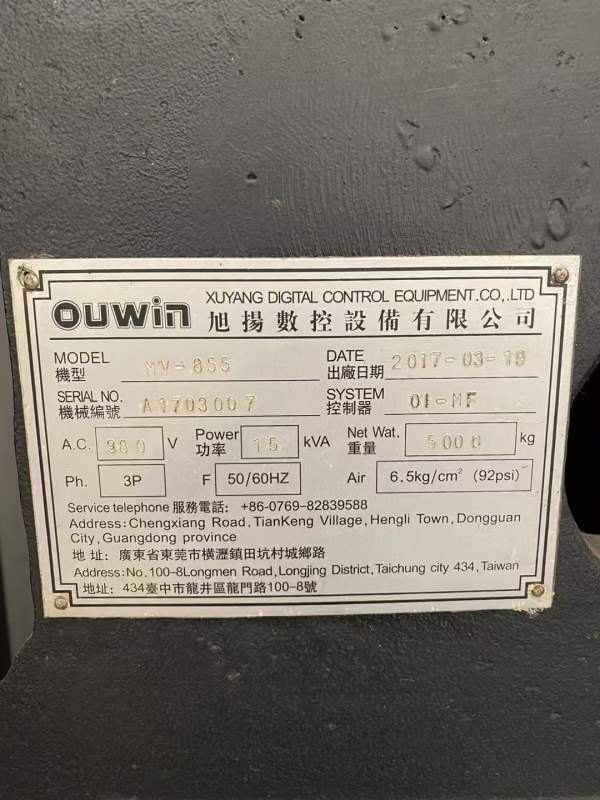 OUWIN XUYANG DIGITAL CONTROL EQUIPMENT.CO,.LTD
旭揚數控設備有限公司
MODEL 機型 MV-855 DATE 出廠日期 2017-03-19
SERIAL NO. 機械編號 A1703007 SYSTEM 控制器 OI-MF
A.C. 380 V Power 功率 15 kVA Net Wat. 重量 5000 kg
Ph. 3P F 50/60HZ Air 6.5kg/cm² (92psi)
Service telephone 服務電話: +86-0769-82839588
Address:Chengxiang Road,TianKeng Village,Hengli Town,Dongguan
City,Guangdong province
地 址: 廣東省東莞市橫瀝鎮田坑村城鄉路
Address:No.100-8Longmen Road,Longjing District,Taichung city 434,Taiwan
地址: 434臺中市龍井區龍門路100-8號